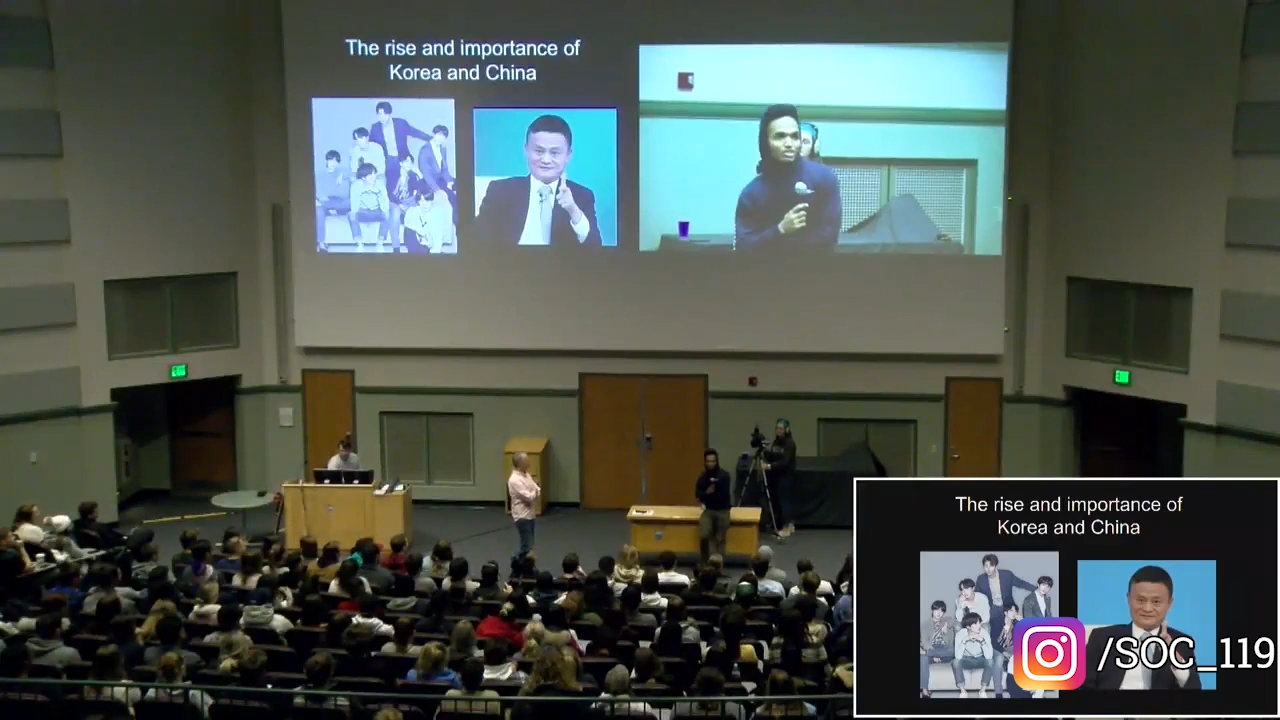 The rise and importance of
Korea and China
The rise and importance of
Korea and China
/SOC_119